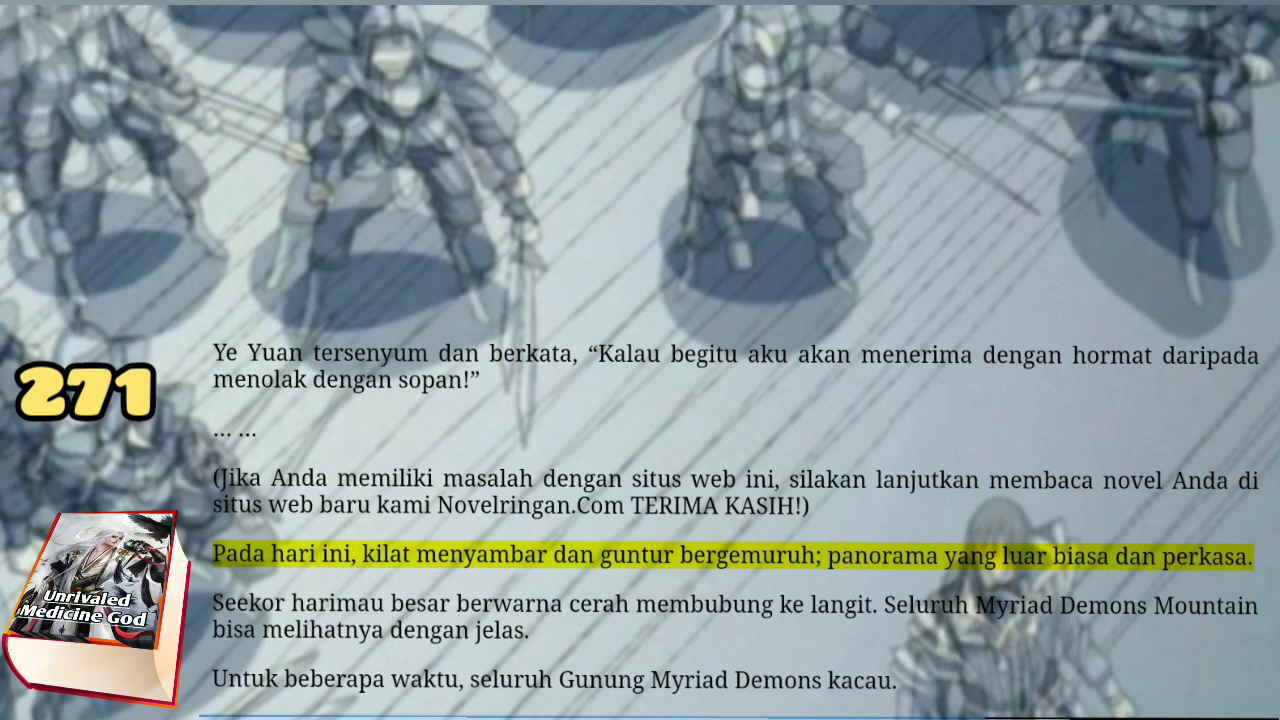 Ye Yuan tersenyum dan berkata, “Kalau begitu aku akan menerima dengan hormat daripada
menolak dengan sopan!”
... ...
271
(Jika Anda memiliki masalah dengan situs web ini, silakan lanjutkan membaca novel Anda di
situs web baru kami Novelringan.Com TERIMA KASIH!)
Pada hari ini, kilat menyambar dan guntur bergemuruh; panorama yang luar biasa dan perkasa.
Seekor harimau besar berwarna cerah membubung ke langit. Seluruh Myriad Demons Mountain
bisa melihatnya dengan jelas.
Untuk beberapa waktu, seluruh Gunung Myriad Demons kacau.
Unrivaled
Medicine God